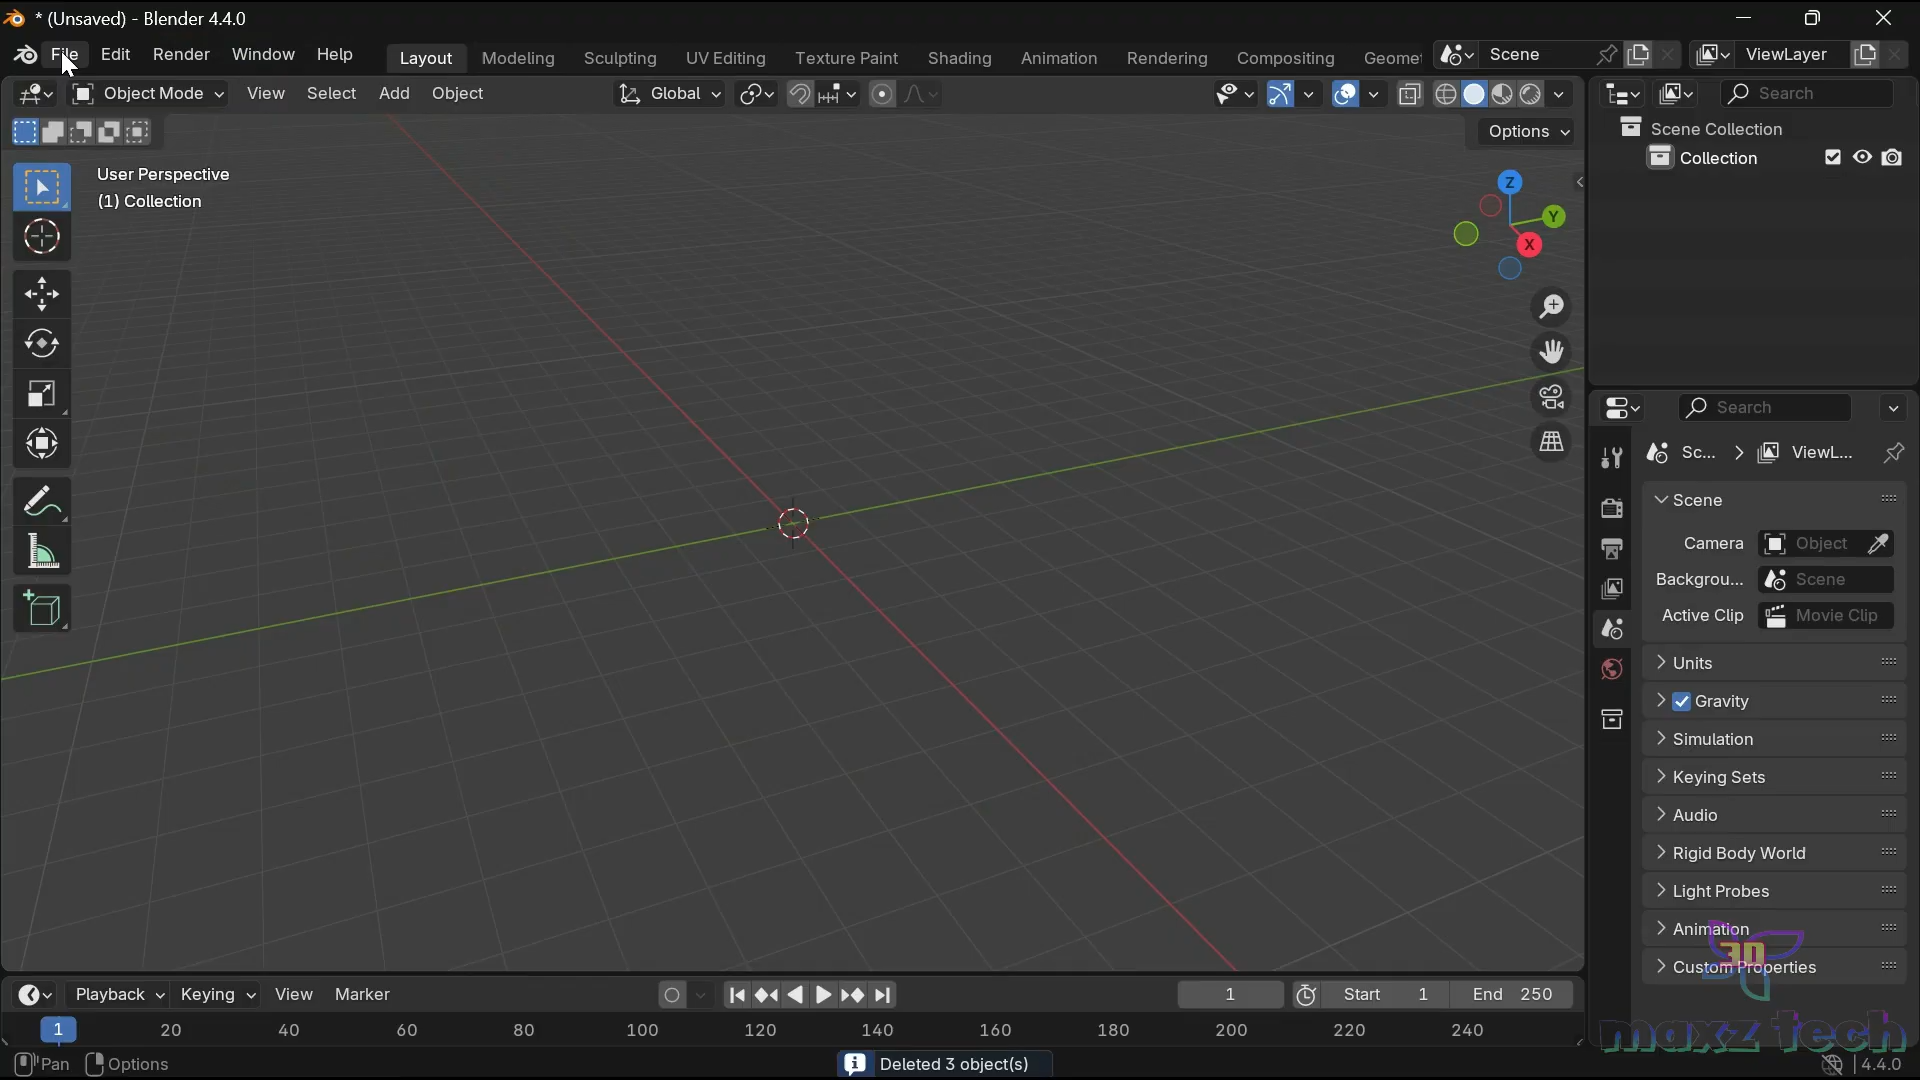 * (Unsaved) - Blender 4.4.0
File Edit Render Window Help Layout Modeling Sculpting UV Editing Texture Paint Shading Animation Rendering Compositing Geomet Scene ViewLayer
Object Mode View Select Add Object Global Search
Options
User Perspective
(1) Collection
Z
Y
X
Scene Collection
Collection
Search
Sc... ViewL...
Scene
Camera Object
Backgrou... Scene
Active Clip Movie Clip
Units
Gravity
Simulation
Keying Sets
Audio
Rigid Body World
Light Probes
Animation
3D
Custom Properties
Playback Keying View Marker 1 Start 1 End 250
1 20 40 60 80 100 120 140 160 180 200 220 240
maxz tech
Pan Options Deleted 3 object(s) 4.4.0